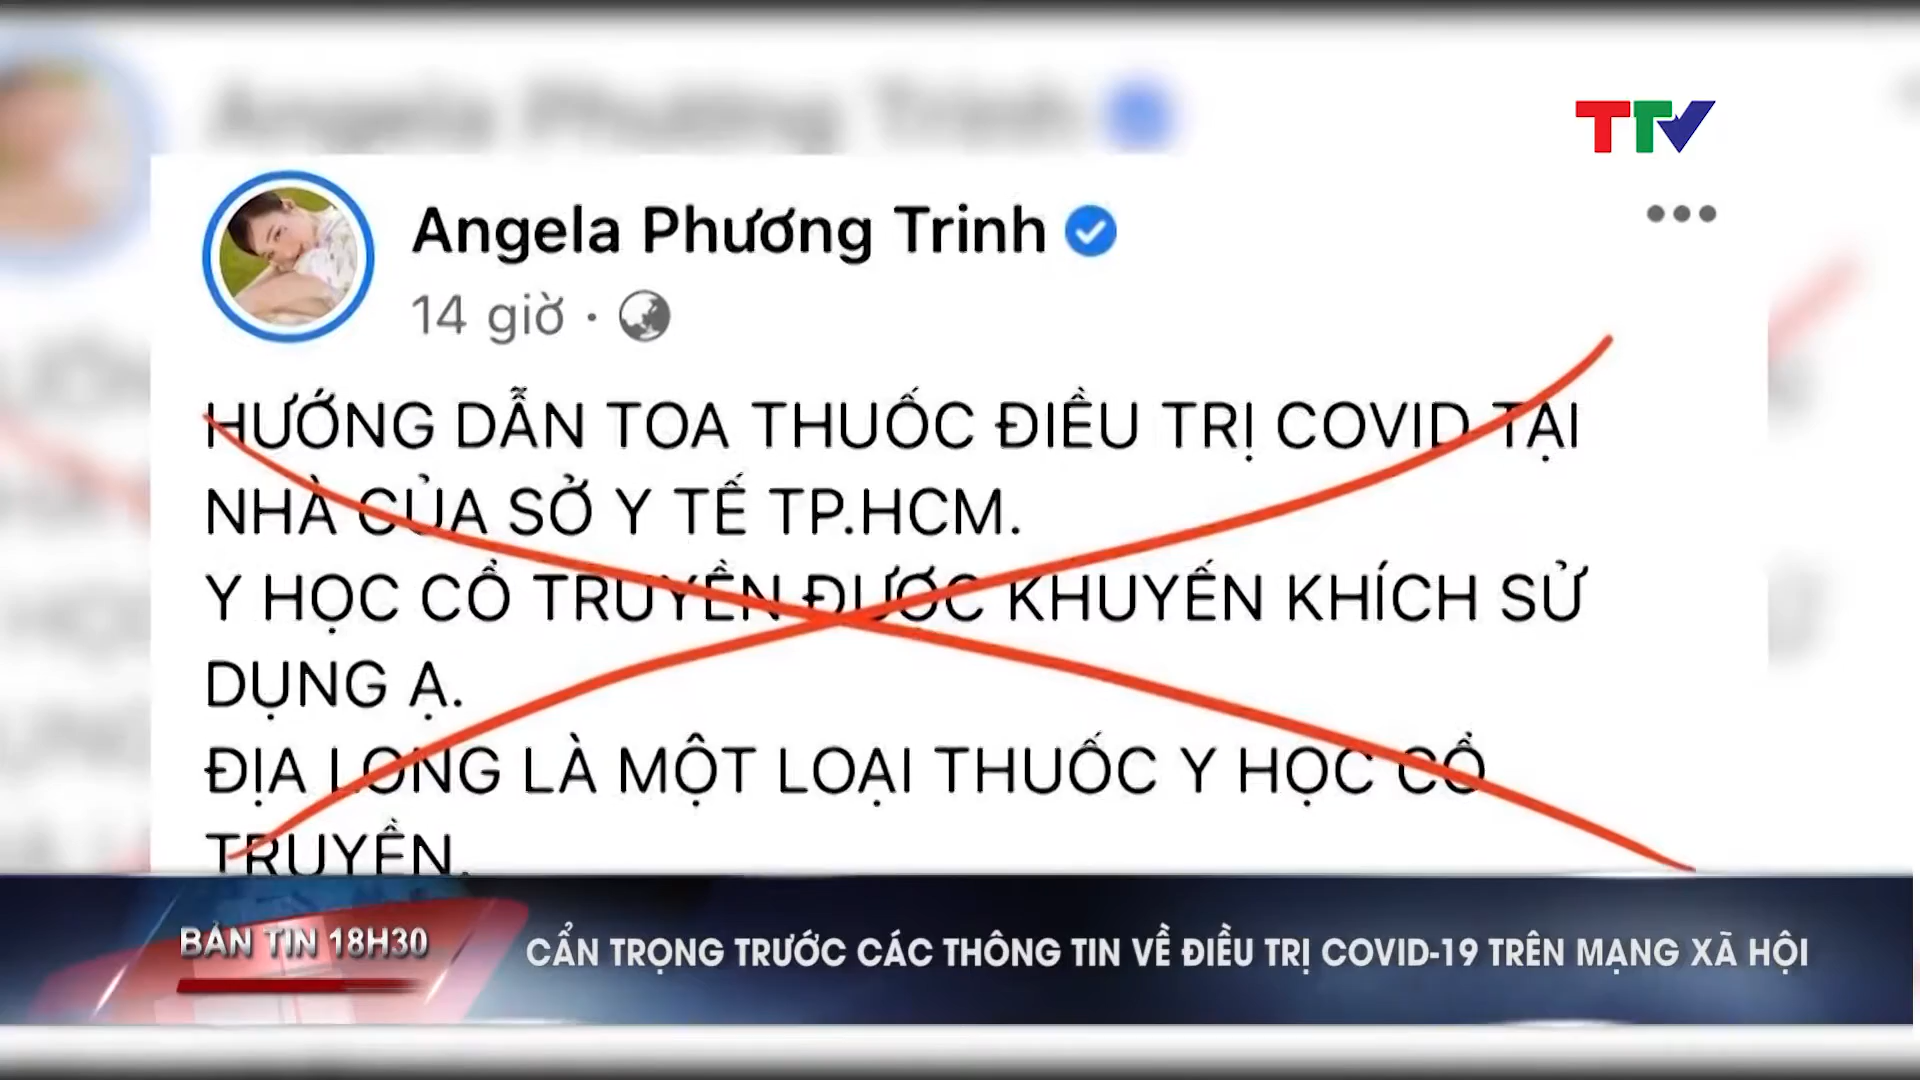 TTV
Angela Phương Trinh
14 giờ ·
HƯỚNG DẪN TOA THUỐC ĐIỀU TRỊ COVID TẠI
NHÀ CỦA SỞ Y TẾ TP.HCM.
Y HỌC CỔ TRUYỀN ĐƯỢC KHUYẾN KHÍCH SỬ
DỤNG Ạ.
ĐỊA LONG LÀ MỘT LOẠI THUỐC Y HỌC CỔ
TRUYỀN.
BẢN TIN 18H30
CẨN TRỌNG TRƯỚC CÁC THÔNG TIN VỀ ĐIỀU TRỊ COVID-19 TRÊN MẠNG XÃ HỘI